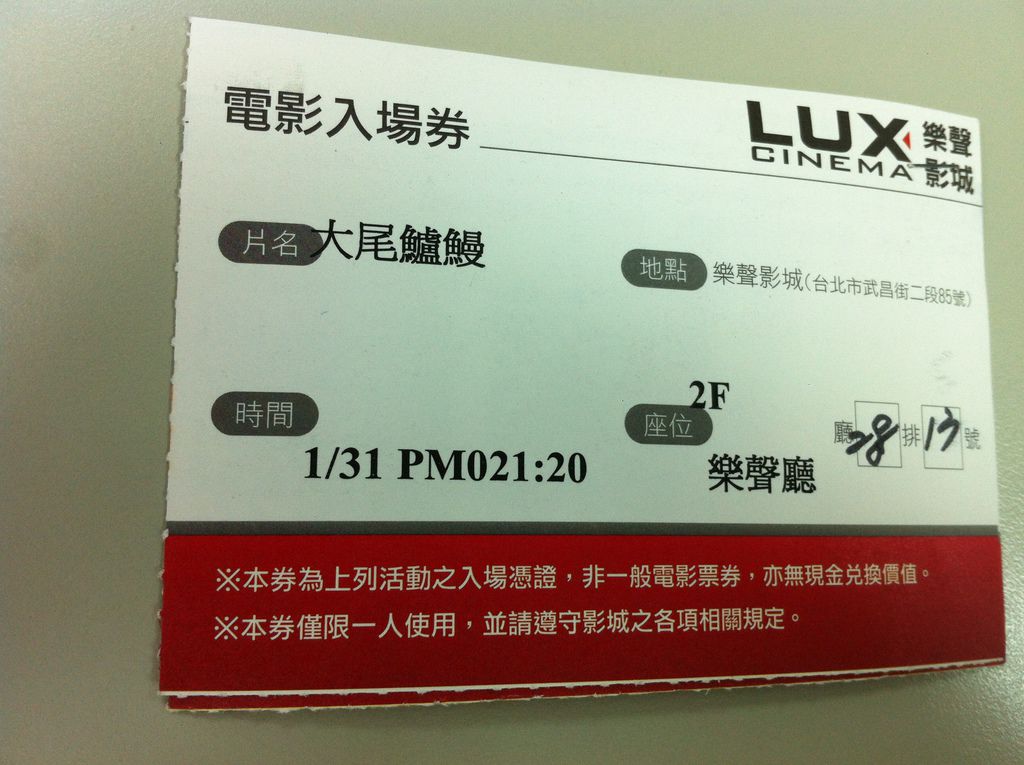 電影入場券
LUX 樂聲
CINEMA 影城
片名 大尾鱸鰻
地點 樂聲影城(台北市武昌街二段85號)
時間
1/31 PM021:20
座位
2F
樂聲廳
廳 28 排 13 號
※本券為上列活動之入場憑證，非一般電影票券，亦無現金兌換價值。
※本券僅限一人使用，並請遵守影城之各項相關規定。